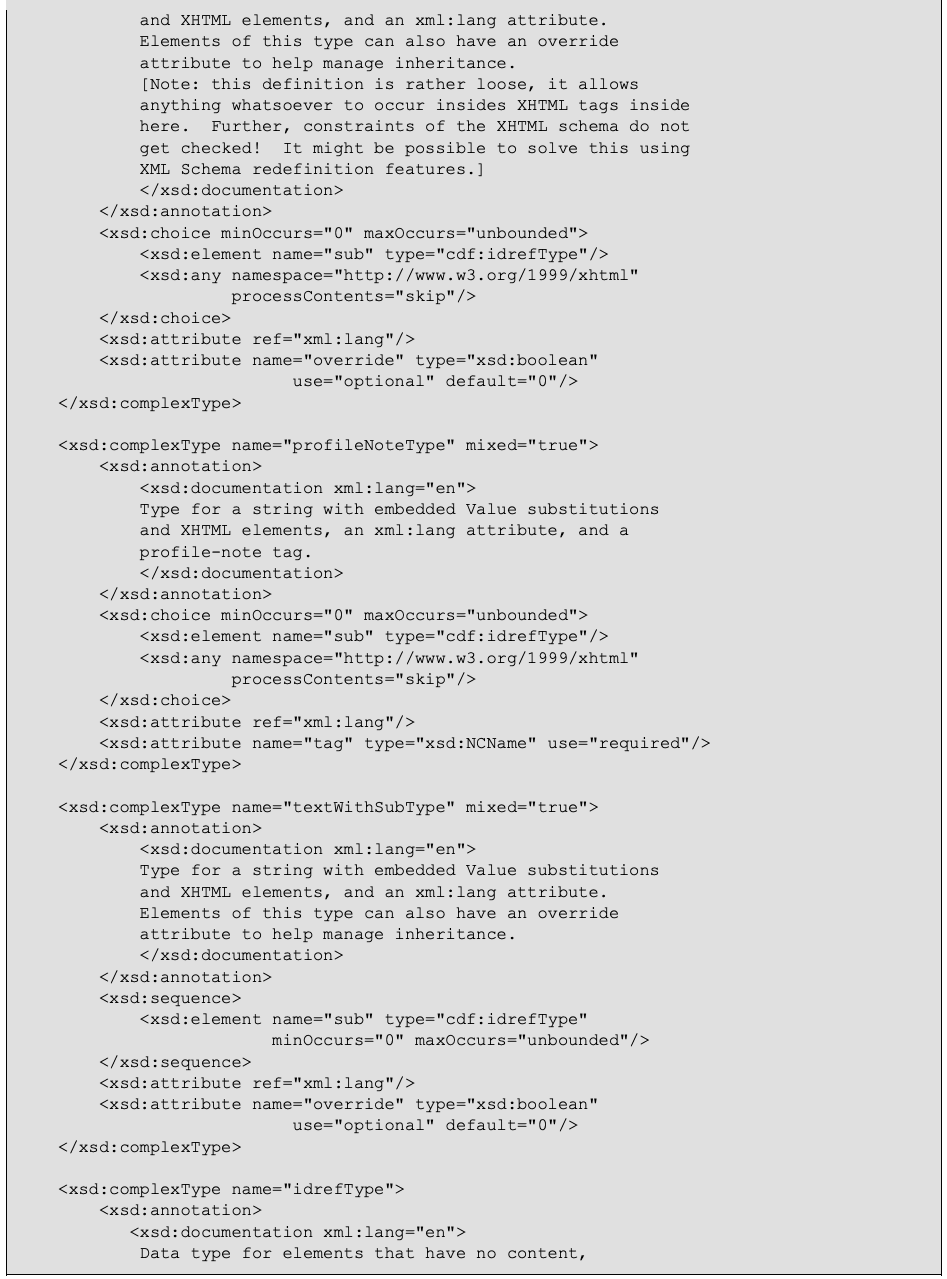 and XHTML elements, and an xml:lang attribute.
Elements of this type can also have an override
attribute to help manage inheritance.
[Note: this definition is rather loose, it allows
anything whatsoever to occur insides XHTML tags inside
here.  Further, constraints of the XHTML schema do not
get checked!  It might be possible to solve this using
XML Schema redefinition features.]
</xsd:documentation>
</xsd:annotation>
<xsd:choice minOccurs="0" maxOccurs="unbounded">
<xsd:element name="sub" type="cdf:idrefType"/>
<xsd:any namespace="http://www.w3.org/1999/xhtml"
processContents="skip"/>
</xsd:choice>
<xsd:attribute ref="xml:lang"/>
<xsd:attribute name="override" type="xsd:boolean"
use="optional" default="0"/>
</xsd:complexType>
<xsd:complexType name="profileNoteType" mixed="true">
<xsd:annotation>
<xsd:documentation xml:lang="en">
Type for a string with embedded Value substitutions
and XHTML elements, an xml:lang attribute, and a
profile-note tag.
</xsd:documentation>
</xsd:annotation>
<xsd:choice minOccurs="0" maxOccurs="unbounded">
<xsd:element name="sub" type="cdf:idrefType"/>
<xsd:any namespace="http://www.w3.org/1999/xhtml"
processContents="skip"/>
</xsd:choice>
<xsd:attribute ref="xml:lang"/>
<xsd:attribute name="tag" type="xsd:NCName" use="required"/>
</xsd:complexType>
<xsd:complexType name="textWithSubType" mixed="true">
<xsd:annotation>
<xsd:documentation xml:lang="en">
Type for a string with embedded Value substitutions
and XHTML elements, and an xml:lang attribute.
Elements of this type can also have an override
attribute to help manage inheritance.
</xsd:documentation>
</xsd:annotation>
<xsd:sequence>
<xsd:element name="sub" type="cdf:idrefType"
minOccurs="0" maxOccurs="unbounded"/>
</xsd:sequence>
<xsd:attribute ref="xml:lang"/>
<xsd:attribute name="override" type="xsd:boolean"
use="optional" default="0"/>
</xsd:complexType>
<xsd:complexType name="idrefType">
<xsd:annotation>
<xsd:documentation xml:lang="en">
Data type for elements that have no content,